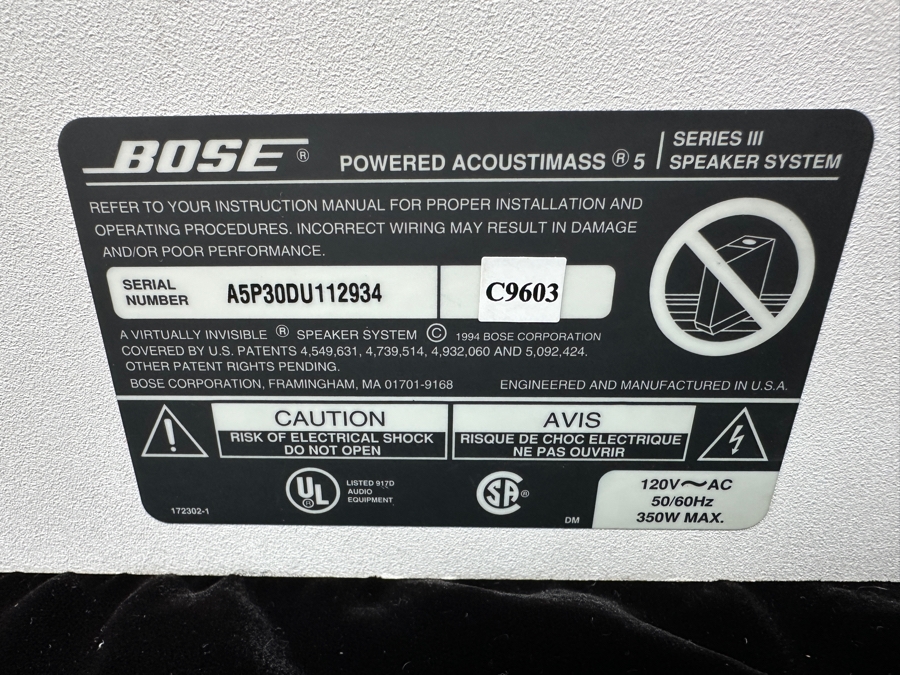 BOSE ®
POWERED ACOUSTIMASS ® 5
SERIES III
SPEAKER SYSTEM
REFER TO YOUR INSTRUCTION MANUAL FOR PROPER INSTALLATION AND
OPERATING PROCEDURES. INCORRECT WIRING MAY RESULT IN DAMAGE
AND/OR POOR PERFORMANCE.
SERIAL
NUMBER
A5P30DU112934
C9603
A VIRTUALLY INVISIBLE ® SPEAKER SYSTEM © 1994 BOSE CORPORATION
COVERED BY U.S. PATENTS 4,549,631, 4,739,514, 4,932,060 AND 5,092,424.
OTHER PATENT RIGHTS PENDING.
BOSE CORPORATION, FRAMINGHAM, MA 01701-9168
ENGINEERED AND MANUFACTURED IN U.S.A.
CAUTION
RISK OF ELECTRICAL SHOCK
DO NOT OPEN
AVIS
RISQUE DE CHOC ELECTRIQUE
NE PAS OUVRIR
UL ®
LISTED 917D
AUDIO
EQUIPMENT
SA ®
172302-1
DM
120V~AC
50/60Hz
350W MAX.